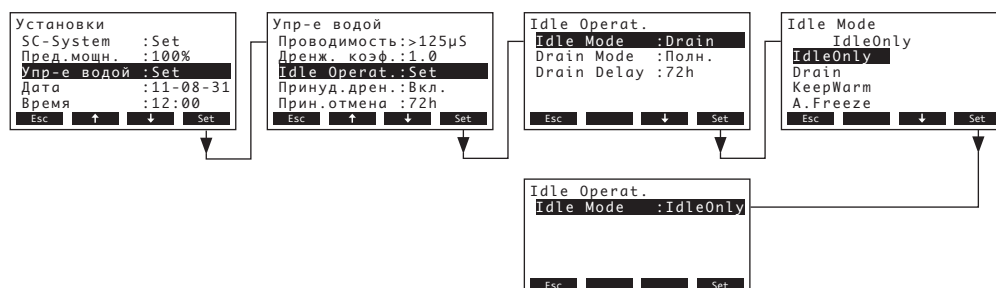 Установки
SC-System :Set
Пред.мощн. :100%
Упр-е водой :Set
Дата :11-08-31
Время :12:00
Esc ↑ ↓ Set
Упр-е водой
Проводимость:>125µS
Дренж. коэф.:1.0
Idle Operat.:Set
Принуд.дрен.:Вкл.
Прин.отмена :72h
Esc ↑ ↓ Set
Idle Operat.
Idle Mode :Drain
Drain Mode :Полн.
Drain Delay :72h
Esc ↓ Set
Idle Mode
IdleOnly
IdleOnly
Drain
KeepWarm
A.Freeze
Esc ↓ Set
Idle Operat.
Idle Mode :IdleOnly
Esc Set